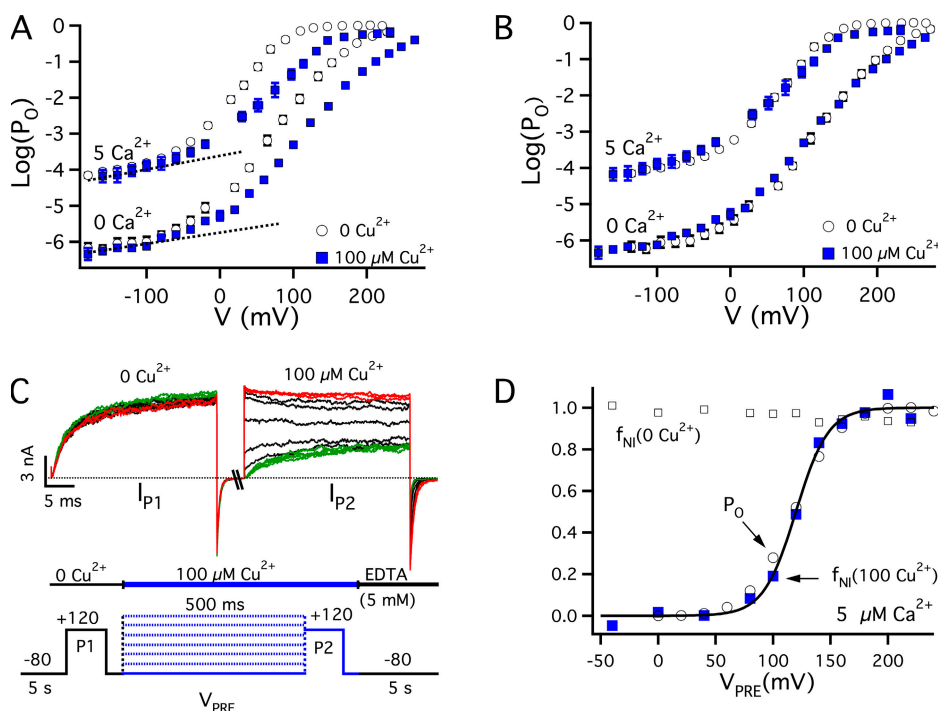 A
Log(P_O)
0
-1
-2
-3
-4
-5
-6
5 Ca²⁺
0 Ca²⁺
0 Cu²⁺
100 µM Cu²⁺
-100 0 100 200
V (mV)
B
Log(P_O)
0
-1
-2
-3
-4
-5
-6
5 Ca²⁺
0 Ca²⁺
0 Cu²⁺
100 µM Cu²⁺
-100 0 100 200
V (mV)
C
0 Cu²⁺ 100 µM Cu²⁺
3 nA
5 ms
I_P1 I_P2
0 Cu²⁺ 100 µM Cu²⁺ EDTA
(5 mM)
500 ms
+120 +120
P1 P2
-80 -80
5 s 5 s
V_PRE
D
1.0
0.8
0.6
0.4
0.2
0.0
f_NI(0 Cu²⁺)
P_O
f_NI(100 Cu²⁺)
5 µM Ca²⁺
-50 0 50 100 150 200
V_PRE(mV)